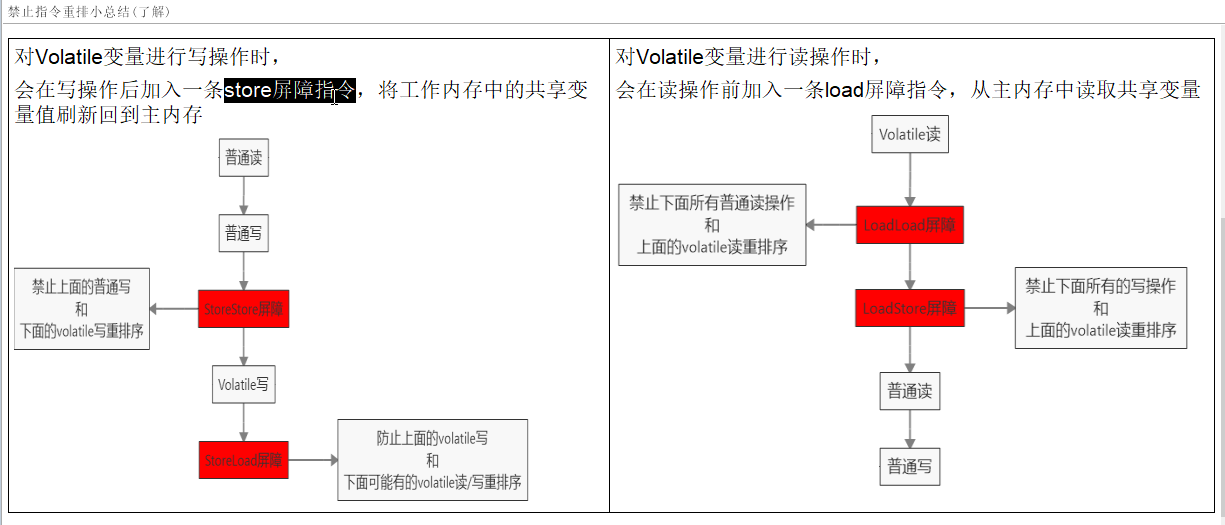 禁止指令重排小总结(了解)
对Volatile变量进行写操作时，
会在写操作后加入一条store屏障指令，将工作内存中的共享变
量值刷新回到主内存
普通读
普通写
禁止上面的普通写
和
下面的volatile写重排序
StoreStore屏障
Volatile写
StoreLoad屏障
防止上面的volatile写
和
下面可能有的volatile读/写重排序
对Volatile变量进行读操作时，
会在读操作前加入一条load屏障指令，从主内存中读取共享变量
Volatile读
禁止下面所有普通读操作
和
上面的volatile读重排序
LoadLoad屏障
LoadStore屏障
禁止下面所有的写操作
和
上面的volatile读重排序
普通读
普通写